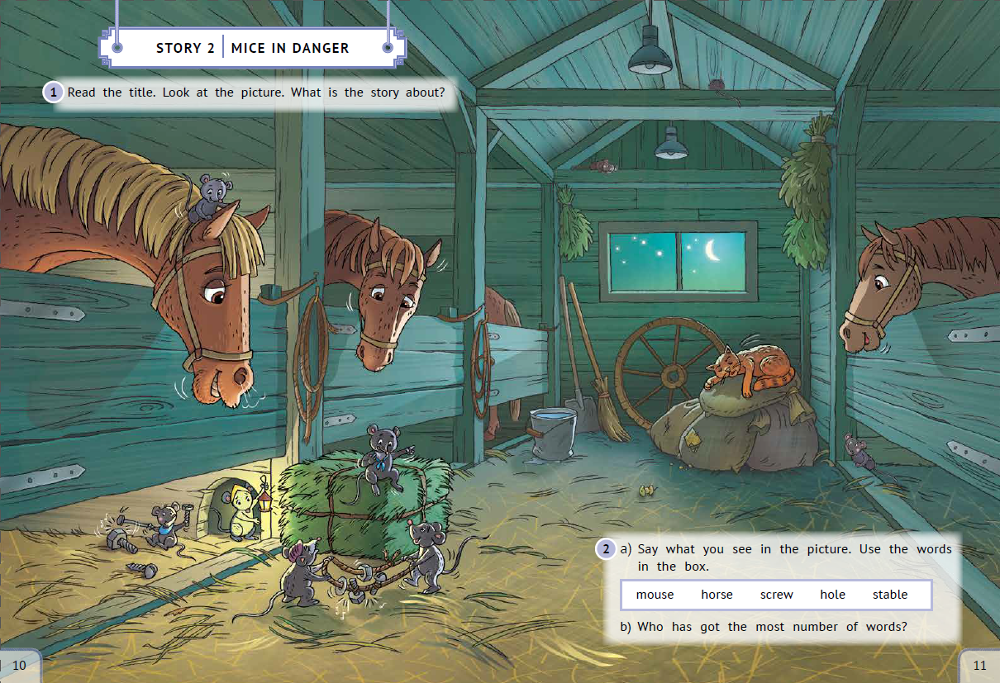 STORY 2 | MICE IN DANGER
1 Read the title. Look at the picture. What is the story about?
2 a) Say what you see in the picture. Use the words
in the box.
mouse horse screw hole stable
b) Who has got the most number of words?
10
11